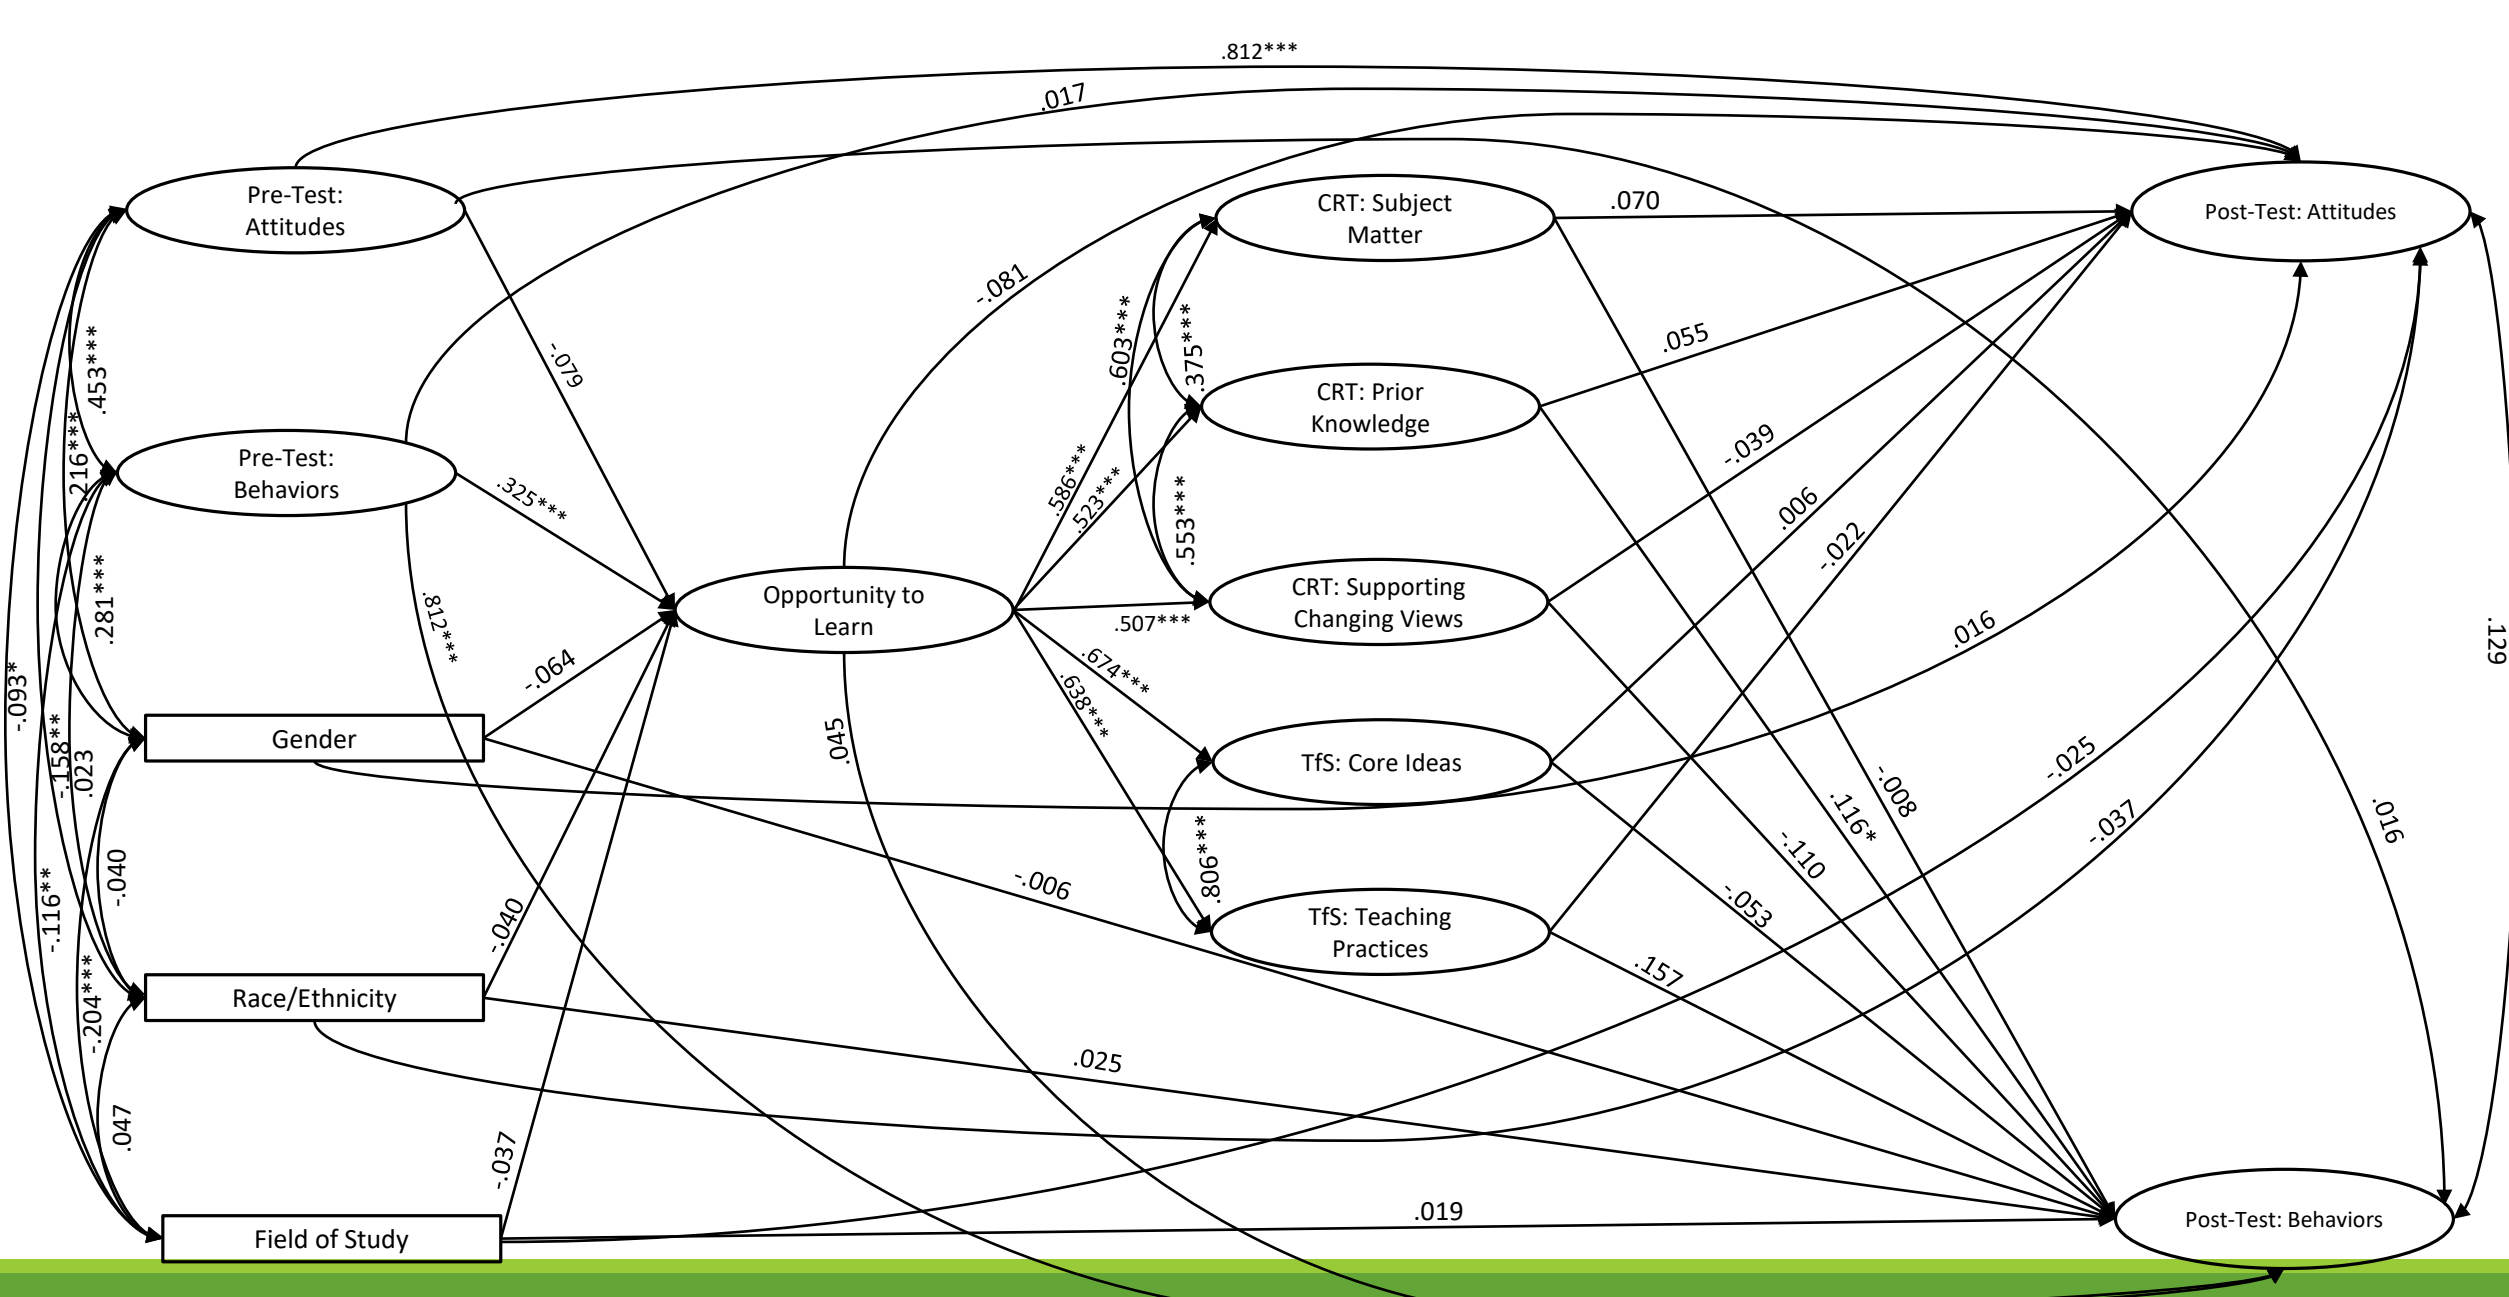 .812***
.017
Pre-Test:
Attitudes
CRT: Subject
Matter
.070
Post-Test: Attitudes
-.081
.603***
.375***
.453***
-.079
.055
CRT: Prior
Knowledge
.216***
Pre-Test:
Behaviors
.325***
.586***
.523***
-.039
.006
-.022
.553***
.281***
.812***
Opportunity to
Learn
CRT: Supporting
Changing Views
.507***
.016
.129
-.064
.674***
.638***
-.093*
-.158**
.023
Gender
.045
TfS: Core Ideas
-.025
-.008
.116*
-.037
.016
-.110
.806***
-.040
-.116**
-.006
-.053
-.040
TfS: Teaching
Practices
.157
-.204***
Race/Ethnicity
.025
.047
-.037
.019
Field of Study
Post-Test: Behaviors